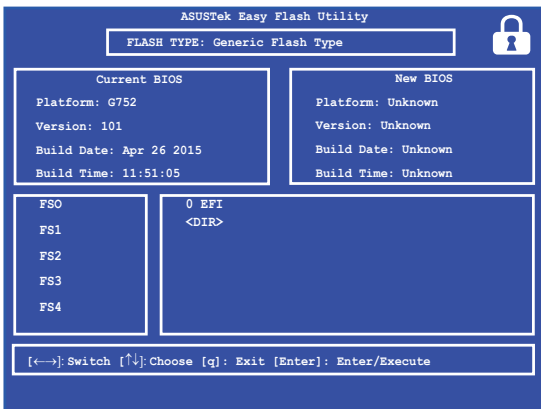 ASUSTek Easy Flash Utility
FLASH TYPE: Generic Flash Type
Current BIOS
Platform: G752
Version: 101
Build Date: Apr 26 2015
Build Time: 11:51:05
New BIOS
Platform: Unknown
Version: Unknown
Build Date: Unknown
Build Time: Unknown
FSO
FS1
FS2
FS3
FS4
0 EFI
<DIR>
[←→]: Switch [↑↓]: Choose [q]: Exit [Enter]: Enter/Execute